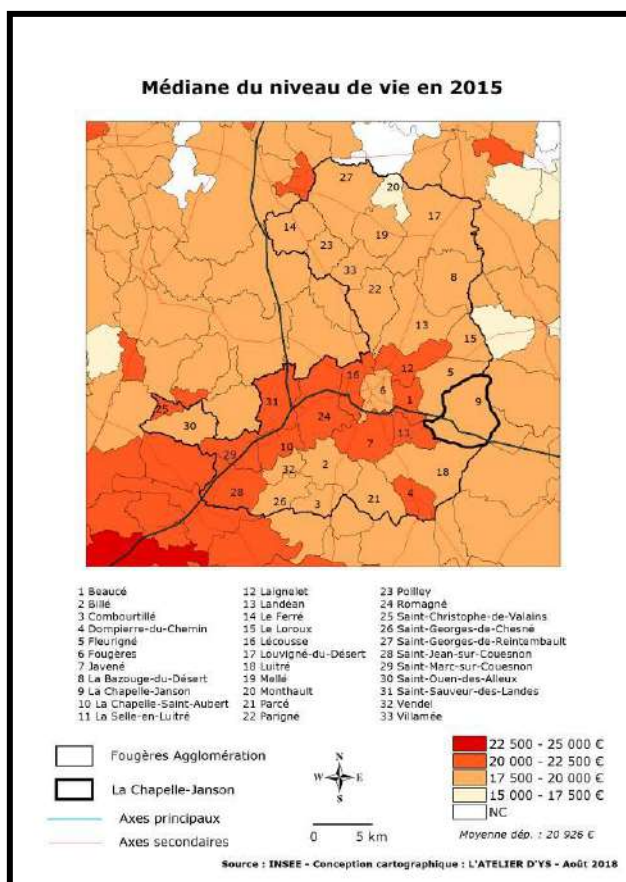 Médiane du niveau de vie en 2015
27
20
17
14
19
23
33
22
8
13
15
12
16
5
6
31
1
9
25
24
30
7
11
29
10
2
32
18
28
21
4
26
3
1 Beaucé
2 Billé
3 Combourtillé
4 Dompierre-du-Chemin
5 Fleurigné
6 Fougères
7 Javené
8 La Bazouge-du-Désert
9 La Chapelle-Janson
10 La Chapelle-Saint-Aubert
11 La Selle-en-Luitré
12 Laignelet
13 Landéan
14 Le Ferré
15 Le Loroux
16 Lécousse
17 Louvigné-du-Désert
18 Luitré
19 Mellé
20 Monthault
21 Parcé
22 Parigné
23 Poilley
24 Romagné
25 Saint-Christophe-de-Valains
26 Saint-Georges-de-Chesné
27 Saint-Georges-de-Reintembault
28 Saint-Jean-sur-Couesnon
29 Saint-Marc-sur-Couesnon
30 Saint-Ouen-des-Alleux
31 Saint-Sauveur-des-Landes
32 Vendel
33 Villamée
Fougères Agglomération
La Chapelle-Janson
Axes principaux
Axes secondaires
N
W E
S
0 5 km
22 500 - 25 000 €
20 000 - 22 500 €
17 500 - 20 000 €
15 000 - 17 500 €
NC
Moyenne dép. : 20 926 €
Source : INSEE - Conception cartographique : L'ATELIER D'YS - Août 2018